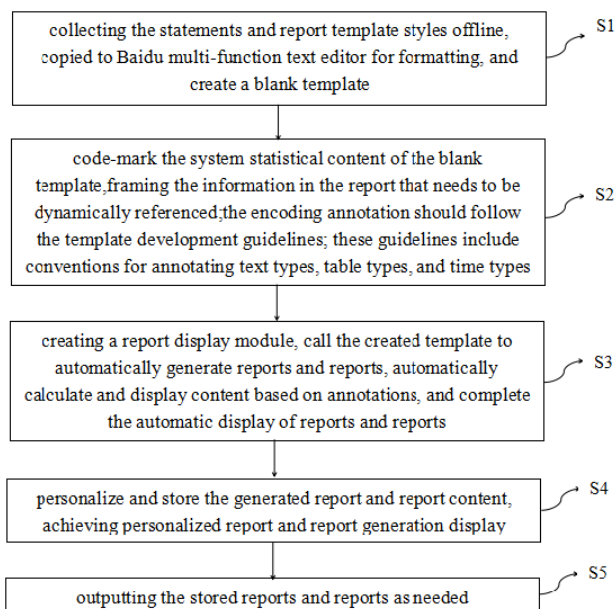 collecting the statements and report template styles offline,
copied to Baidu multi-function text editor for formatting, and
create a blank template
S1
code-mark the system statistical content of the blank
template,framing the information in the report that needs to be
dynamically referenced;the encoding annotation should follow
the template development guidelines; these guidelines include
conventions for annotating text types, table types, and time types
S2
creating a report display module, call the created template to
automatically generate reports and reports, automatically
calculate and display content based on annotations, and complete
the automatic display of reports and reports
S3
personalize and store the generated report and report content,
achieving personalized report and report generation display
S4
outputting the stored reports and reports as needed
S5